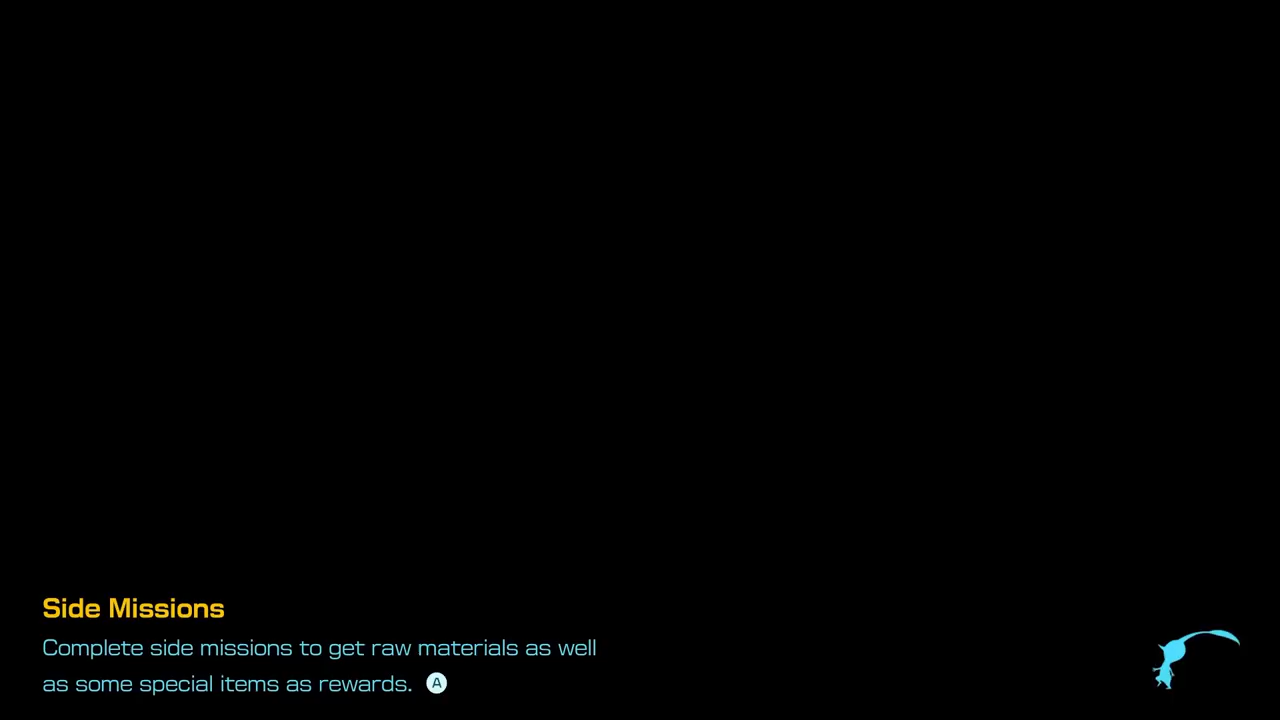 Side Missions
Complete side missions to get raw materials as well
as some special items as rewards. A